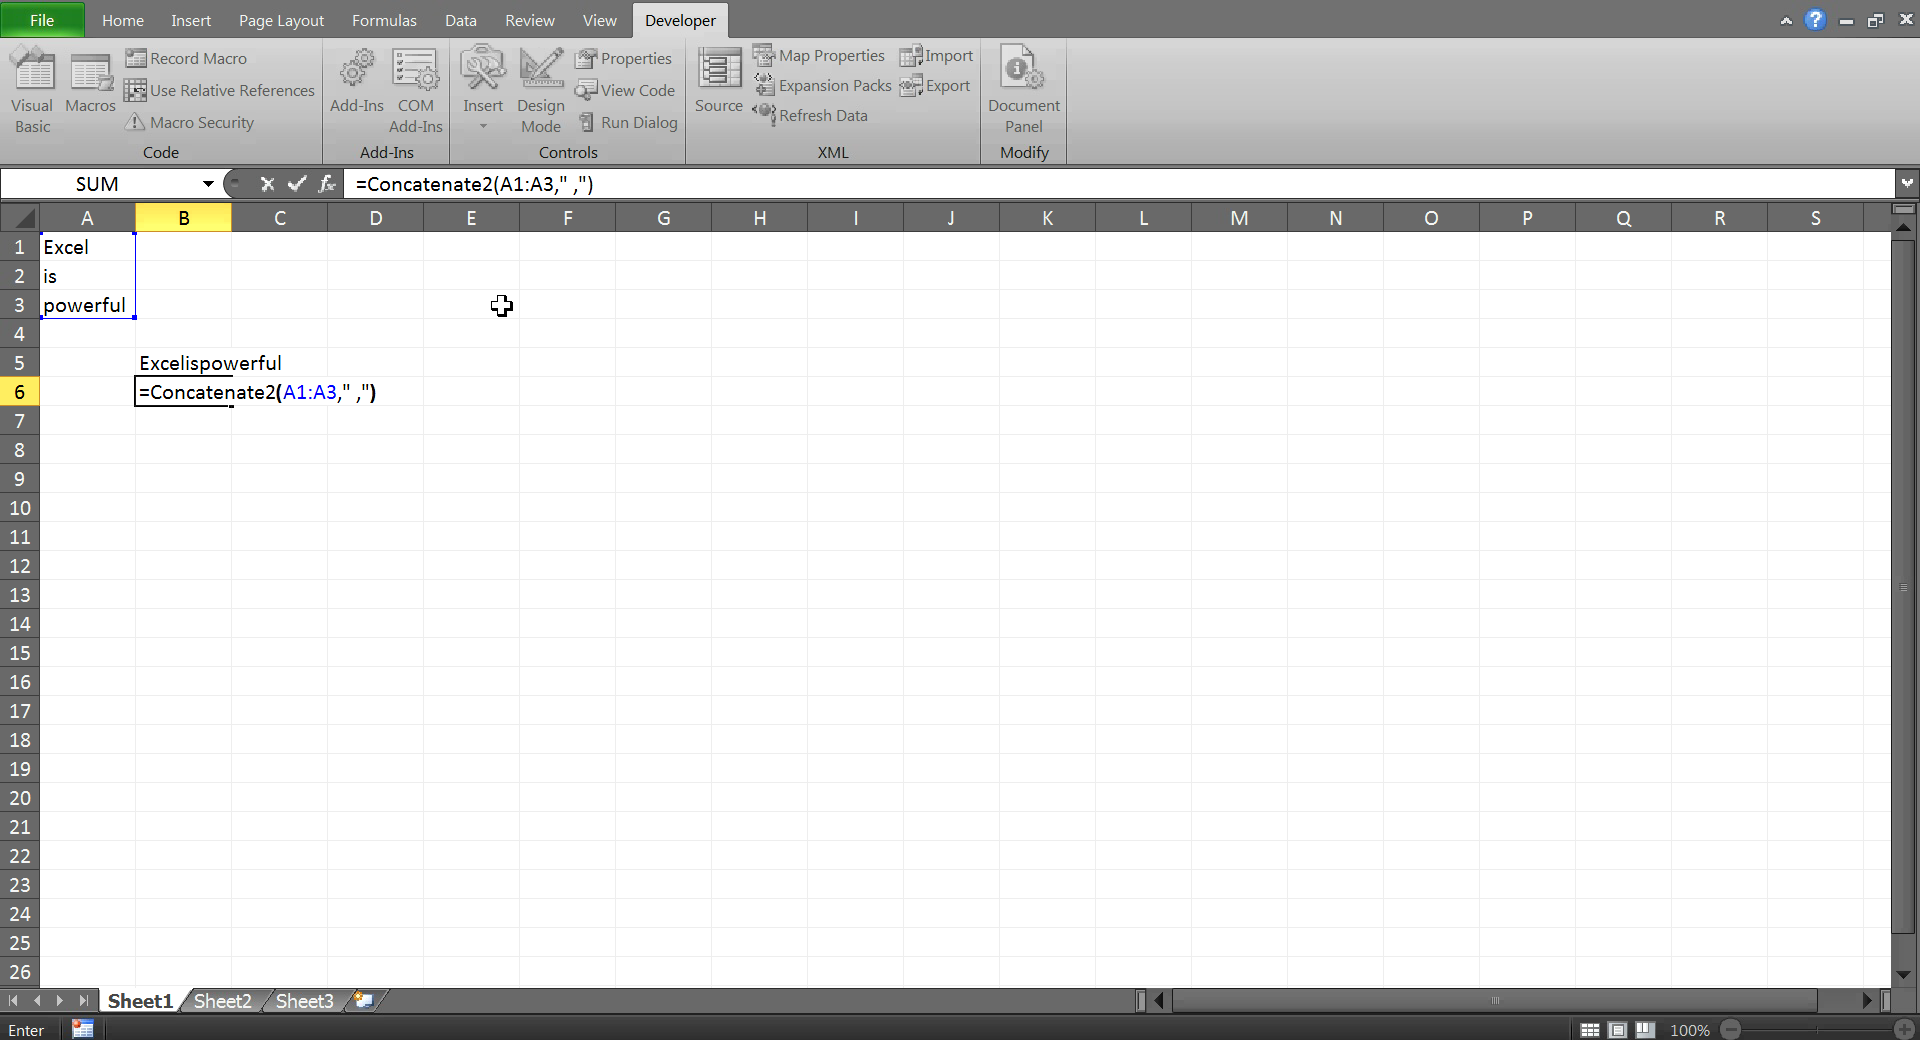 File Home Insert Page Layout Formulas Data Review View Developer
Visual Basic Macros Record Macro Use Relative References Macro Security
Code
Add-Ins COM Add-Ins
Add-Ins
Insert Design Mode Properties View Code Run Dialog
Controls
Source Map Properties Expansion Packs Refresh Data Import Export
XML
Document Panel
Modify
SUM fx =Concatenate2(A1:A3," ,")
A B C D E F G H I J K L M N O P Q R S
1 Excel
2 is
3 powerful
4
5 Excelispowerful
6 =Concatenate2(A1:A3," ,")
7
8
9
10
11
12
13
14
15
16
17
18
19
20
21
22
23
24
25
26
Sheet1 Sheet2 Sheet3
Enter 100%